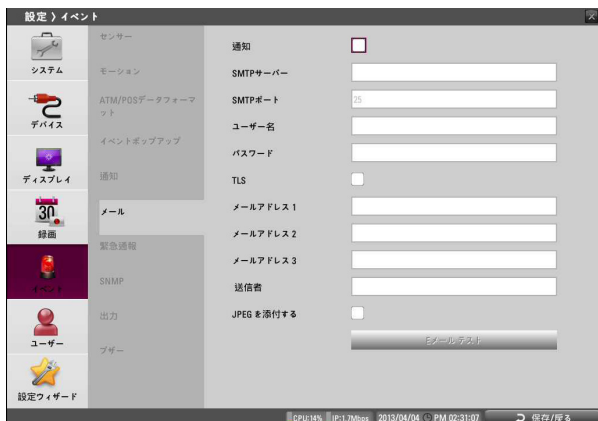 設定 〉イベント
システム
デバイス
ディスプレイ
30
録画
イベント
ユーザー
設定ウィザード
センサー
モーション
ATM/POSデータフォーマ
ット
イベントポップアップ
通知
メール
緊急通報
SNMP
出力
ブザー
通知
SMTPサーバー
SMTPポート
25
ユーザー名
パスワード
TLS
メールアドレス 1
メールアドレス 2
メールアドレス 3
送信者
JPEG を添付する
Eメールテスト
CPU:14% IP:1.7Mbps 2013/04/04 PM 02:31:07 保存/戻る